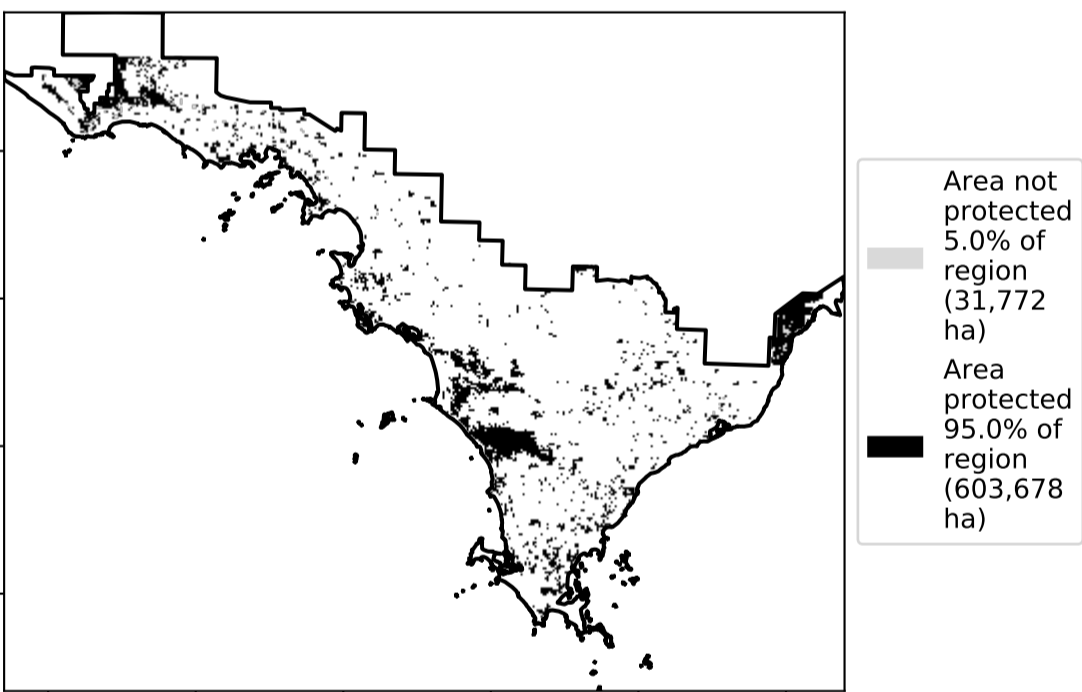 Area not
protected
5.0% of
region
(31,772
ha)
Area
protected
95.0% of
region
(603,678
ha)